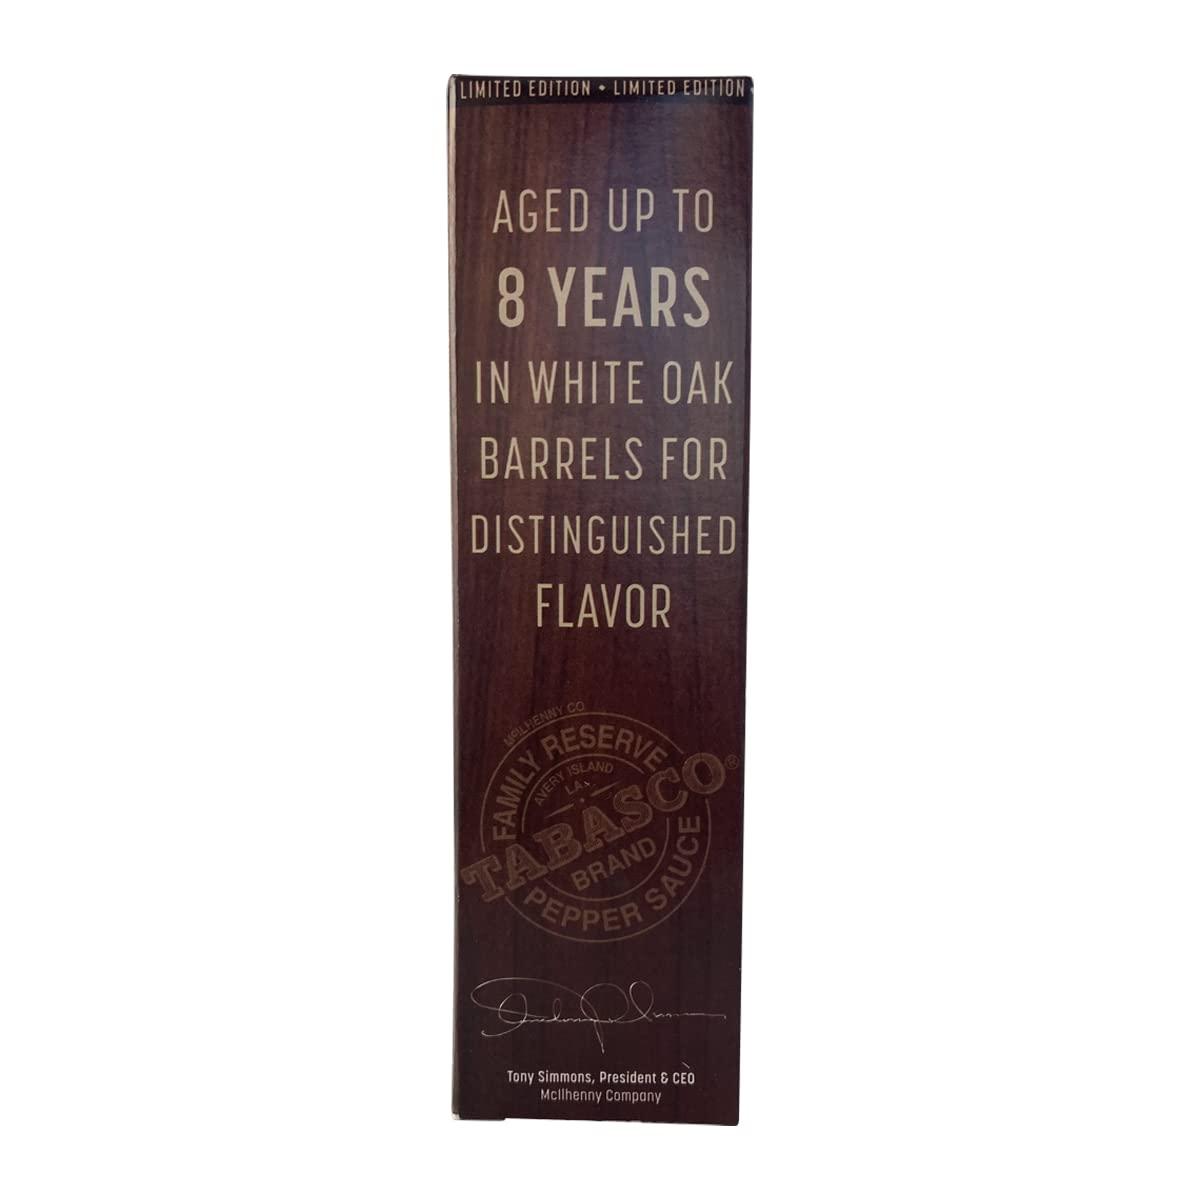 LIMITED EDITION • LIMITED EDITION
AGED UP TO
8 YEARS
IN WHITE OAK
BARRELS FOR
DISTINGUISHED
FLAVOR
McILHENNY CO
FAMILY RESERVE
AVERY ISLAND
LA.
TABASCO®
BRAND
PEPPER SAUCE
Tony Simmons, President & CEO
McIlhenny Company